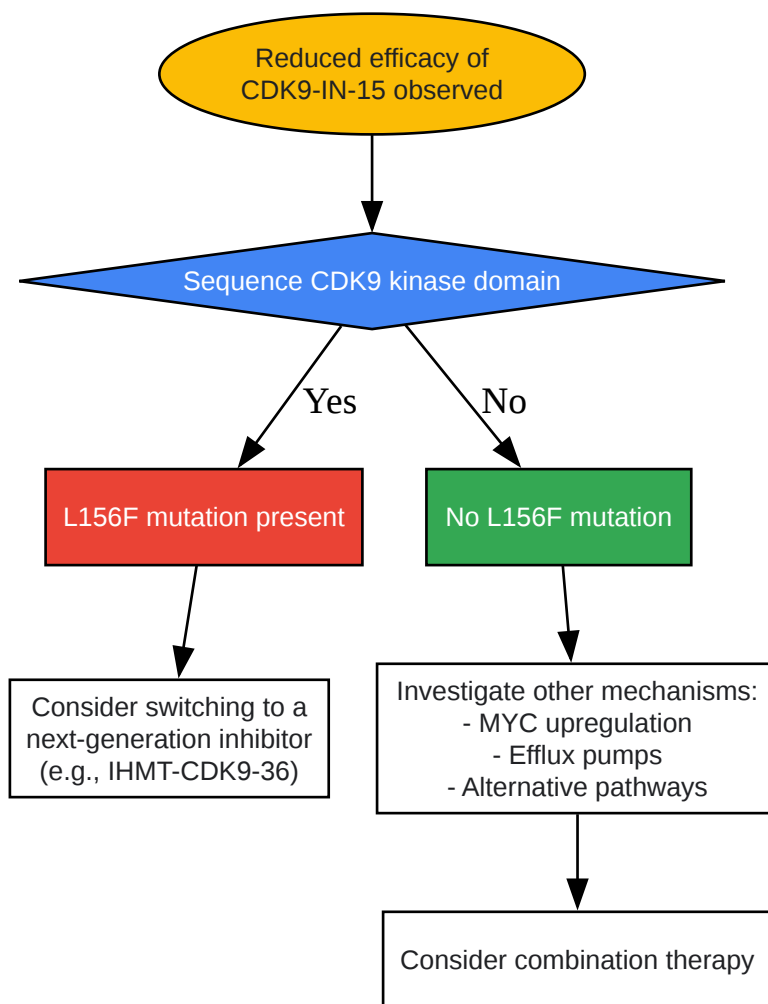 Reduced efficacy of
CDK9-IN-15 observed
Sequence CDK9 kinase domain
Yes
No
L156F mutation present
No L156F mutation
Consider switching to a
next-generation inhibitor
(e.g., IHMT-CDK9-36)
Investigate other mechanisms:
- MYC upregulation
- Efflux pumps
- Alternative pathways
Consider combination therapy